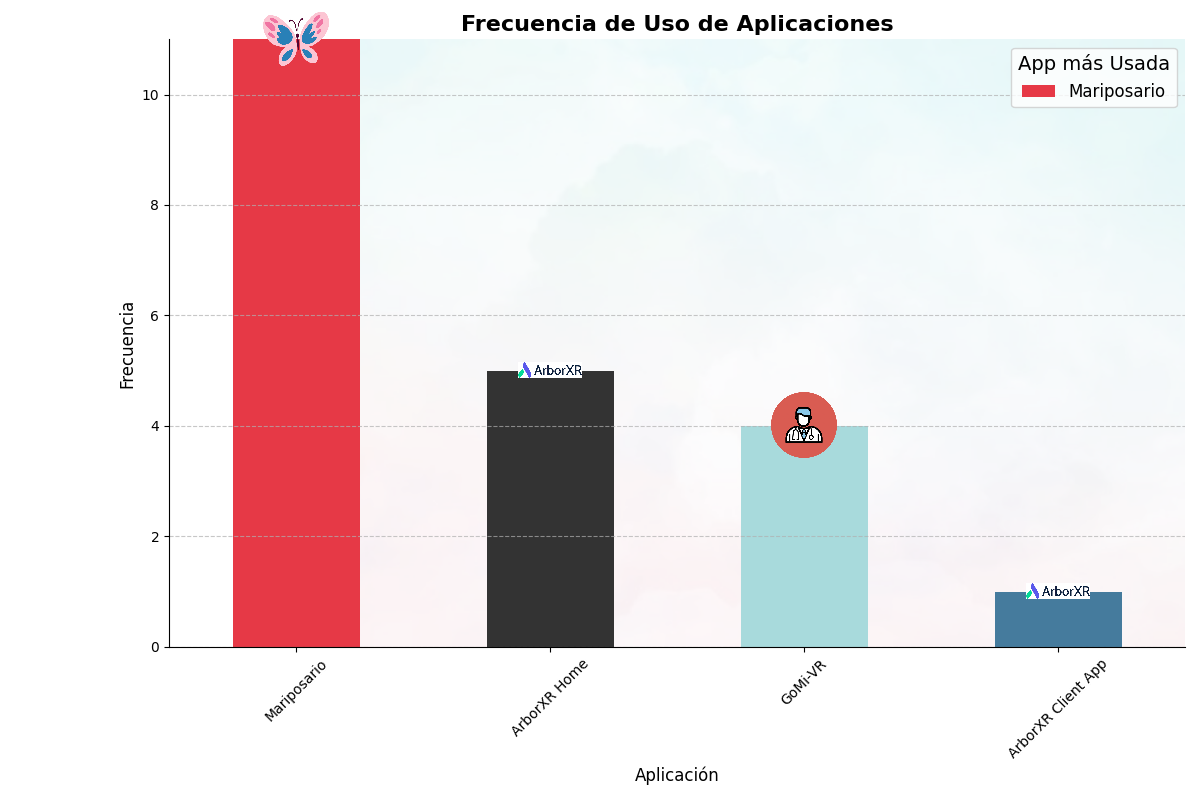 Frecuencia de Uso de Aplicaciones
App más Usada
Mariposario
Frecuencia
10
8
6
4
2
0
ArborXR
ArborXR
Mariposario
ArborXR Home
GoMi-VR
ArborXR Client App
Aplicación